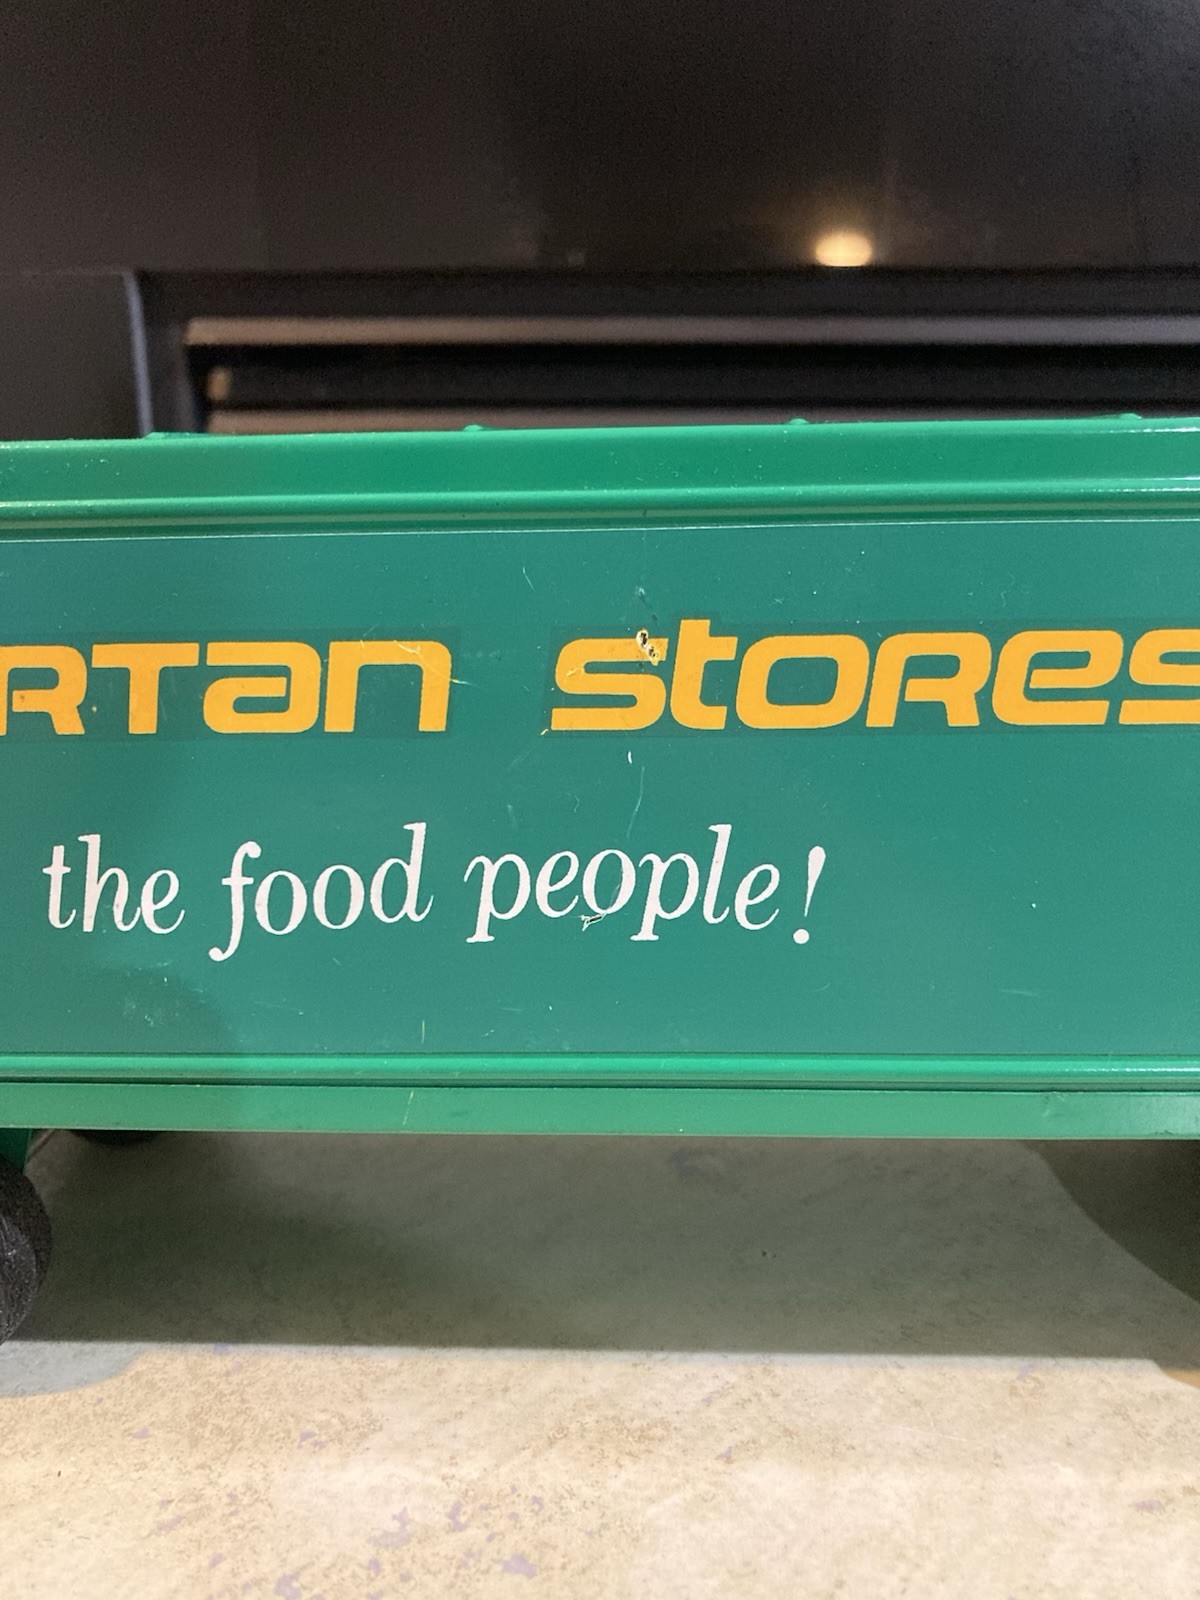 RTan stores
the food people!